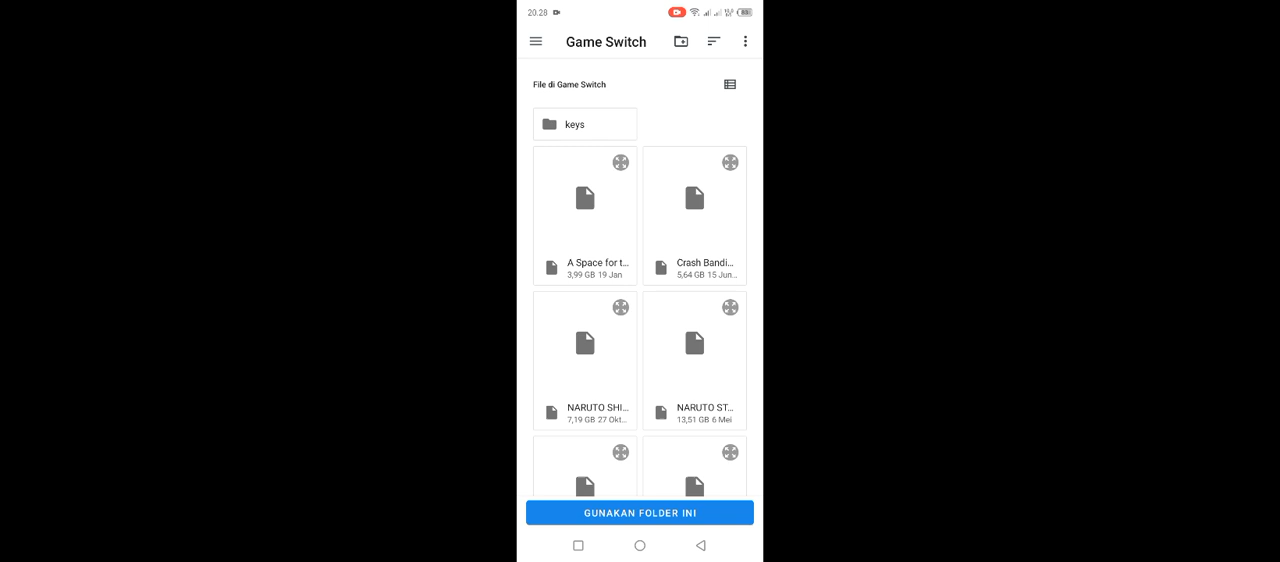 20.28
Game Switch
File di Game Switch
keys
A Space for t...
3,99 GB 19 Jan
Crash Bandi...
5,64 GB 15 Jun...
NARUTO SHI...
7,19 GB 27 Okt...
NARUTO ST...
13,51 GB 6 Mei
GUNAKAN FOLDER INI